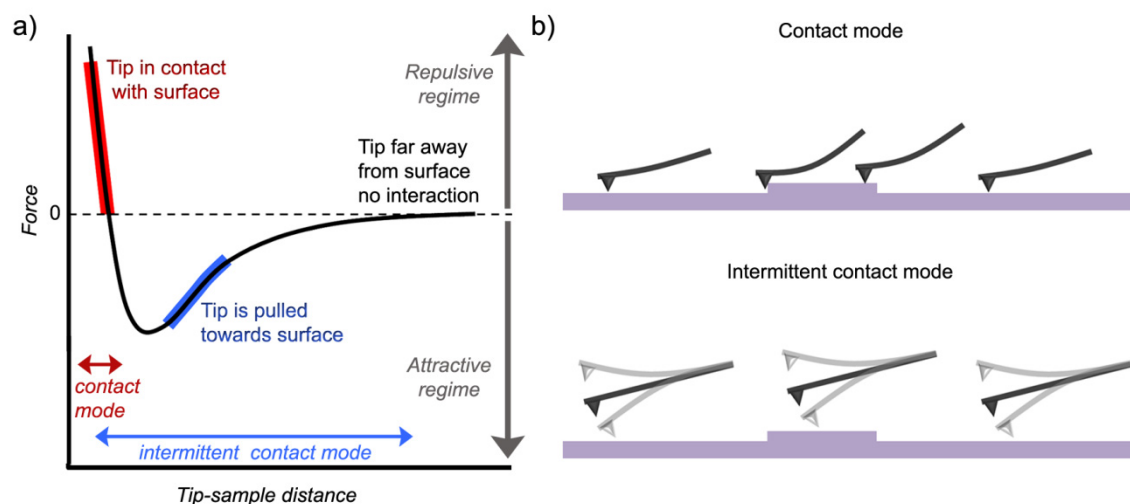 a)
Tip in contact
with surface
Repulsive
regime
Tip far away
from surface
no interaction
0
Force
Tip is pulled
towards surface
Attractive
regime
contact
mode
intermittent contact mode
Tip-sample distance
b)
Contact mode
Intermittent contact mode